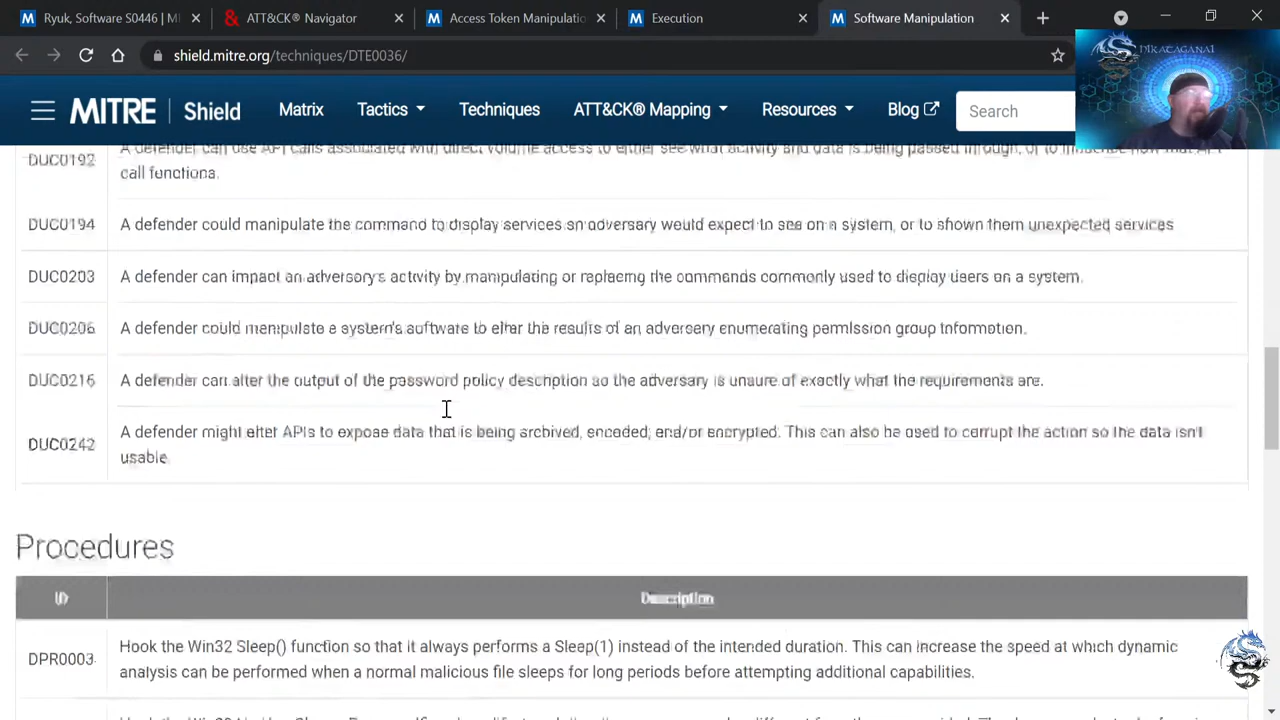 Ryuk, Software S0446 | MI
ATT&CK® Navigator
Access Token Manipulatio
Execution
Software Manipulation
shield.mitre.org/techniques/DTE0036/
MITRE | Shield
Matrix
Tactics
Techniques
ATT&CK® Mapping
Resources
Blog
Search
DUC0192
A defender can use API calls associated with direct volume access to either see what activity and data is being passed through, or to influence how that API
call functions.
DUC0194
A defender could manipulate the command to display services an adversary would expect to see on a system, or to shown them unexpected services
DUC0203
A defender can impact an adversary's activity by manipulating or replacing the commands commonly used to display users on a system.
DUC0206
A defender could manipulate a system's software to alter the results of an adversary enumerating permission group information.
DUC0216
A defender can alter the output of the password policy description so the adversary is unsure of exactly what the requirements are.
DUC0242
A defender might alter APIs to expose data that is being archived, encoded, and/or encrypted. This can also be used to corrupt the action so the data isn't
usable.
Procedures
ID
Description
DPR0003
Hook the Win32 Sleep() function so that it always performs a Sleep(1) instead of the intended duration. This can increase the speed at which dynamic
analysis can be performed when a normal malicious file sleeps for long periods before attempting additional capabilities.